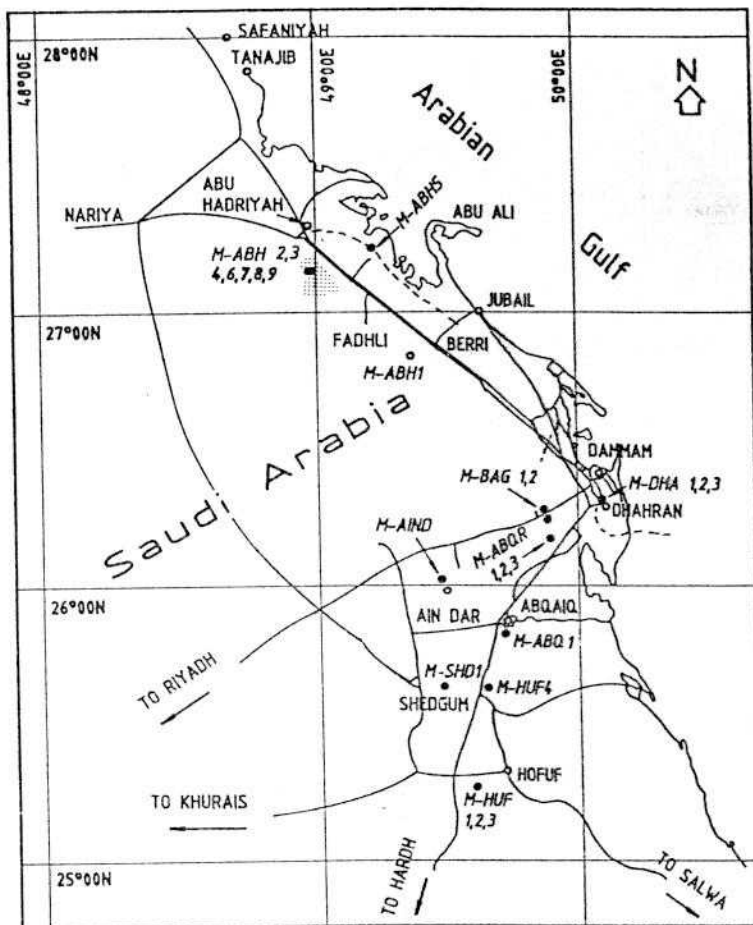 28°00N
48°00E
49°00E
50°00E
SAFANIYAH
TANAJIB
N
Arabian
Gulf
ABU
HADRIYAH
NARIYA
M-ABH5
ABU ALI
M-ABH 2,3
4,6,7,8,9
27°00N
JUBAIL
FADHLI
BERRI
M-ABH1
Saudi Arabia
DAMMAM
M-BAG 1,2
M-DHA 1,2,3
DHAHRAN
M-AIND
M-ABQR
1,2,3
26°00N
AIN DAR
ABQAIQ
M-ABQ 1
TO RIYADH
M-SHD1
SHEDGUM
M-HUF4
HOFUF
TO KHURAIS
M-HUF
1,2,3
25°00N
TO HARDH
TO SALWA